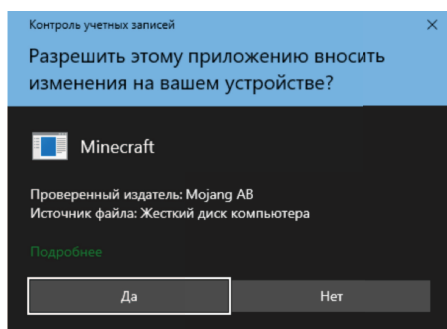 Контроль учетных записей
Разрешить этому приложению вносить
изменения на вашем устройстве?
Minecraft
Проверенный издатель: Mojang AB
Источник файла: Жесткий диск компьютера
Подробнее
Да
Нет